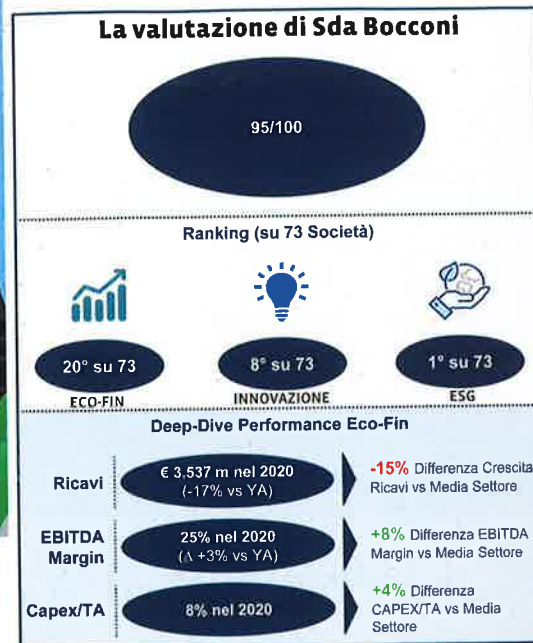 La valutazione di Sda Bocconi
95/100
Ranking (su 73 Società)
20° su 73
8° su 73
1° su 73
ECO-FIN
INNOVAZIONE
ESG
Deep-Dive Performance Eco-Fin
Ricavi
€ 3,537 m nel 2020
(-17% vs YA)
-15% Differenza Crescita
Ricavi vs Media Settore
EBITDA
Margin
25% nel 2020
(Δ +3% vs YA)
+8% Differenza EBITDA
Margin vs Media Settore
Capex/TA
8% nel 2020
+4% Differenza
CAPEX/TA vs Media
Settore